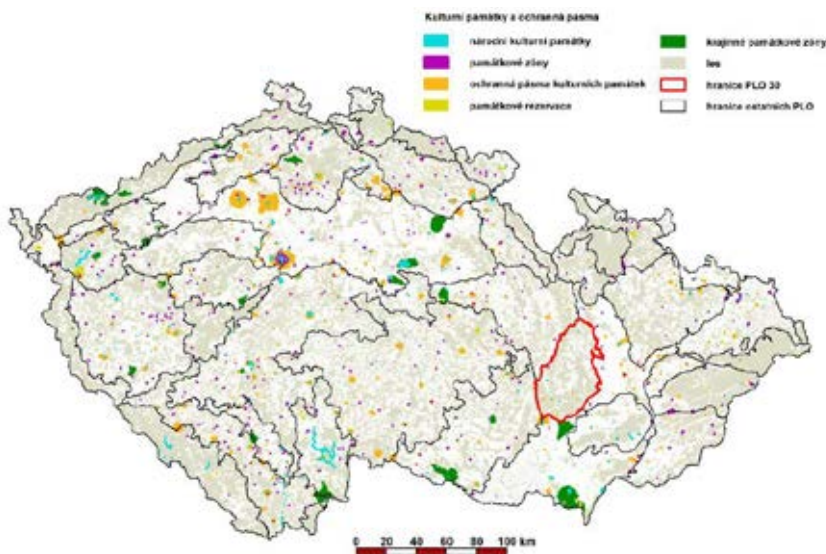 Kulturní památky a ochranná pasma
národní kulturní památky
památkové zóny
ochranná pásma kulturních památek
památkové rezervace
krajinné památkové zóny
les
hranice PLO 30
hranice ostatních PLO
0 20 40 60 80 100 km